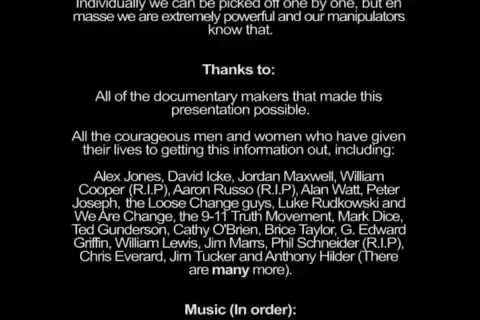 Individually we can be picked off one by one, but en
masse we are extremely powerful and our manipulators
know that.
Thanks to:
All of the documentary makers that made this
presentation possible.
All the courageous men and women who have given
their lives to getting this information out, including:
Alex Jones, David Icke, Jordan Maxwell, William
Cooper (R.I.P), Aaron Russo (R.I.P), Alan Watt, Peter
Joseph, the Loose Change guys, Luke Rudkowski and
We Are Change, the 9-11 Truth Movement, Mark Dice,
Ted Gunderson, Cathy O'Brien, Brice Taylor, G. Edward
Griffin, William Lewis, Jim Marrs, Phil Schneider (R.I.P),
Chris Everard, Jim Tucker and Anthony Hilder (There
are many more).
Music (In order):